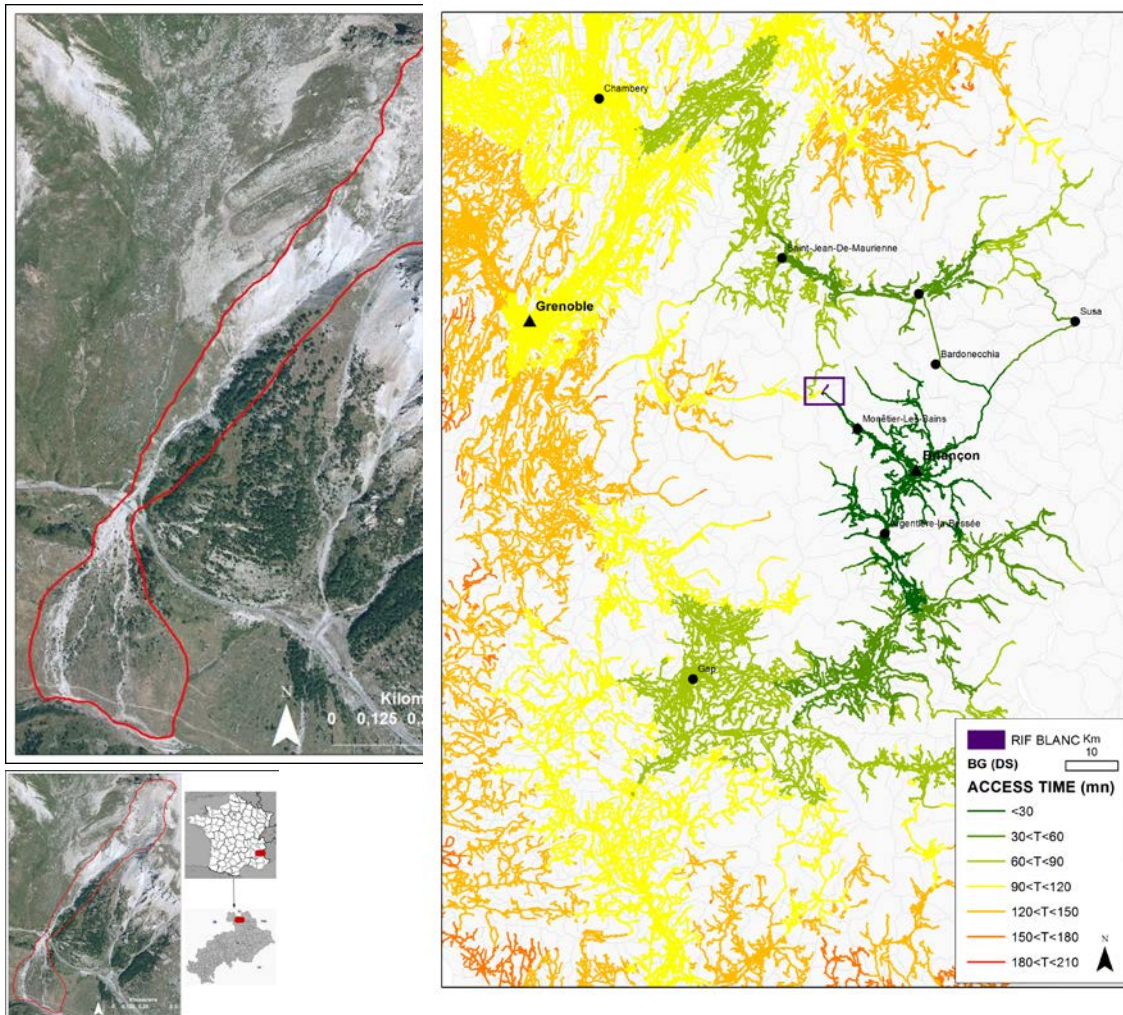 N
Kilom
0 0,125 0,2
Chambery
Saint-Jean-De-Maurienne
Grenoble
Susa
Bardonecchia
Monêtier-Les-Bains
Briançon
Argentière-la-Bessée
Gap
RIF BLANC
Km
10
BG (DS)
ACCESS TIME (mn)
<30
30<T<60
60<T<90
90<T<120
120<T<150
150<T<180
180<T<210
N